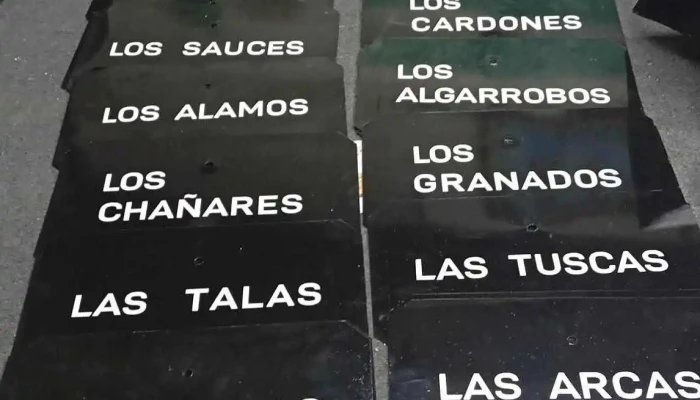 LOS SAUCES
LOS ALAMOS
LOS
CHAÑARES
LAS TALAS
LOS
CARDONES
LOS
ALGARROBOS
LOS
GRANADOS
LAS TUSCAS
LAS ARCAS